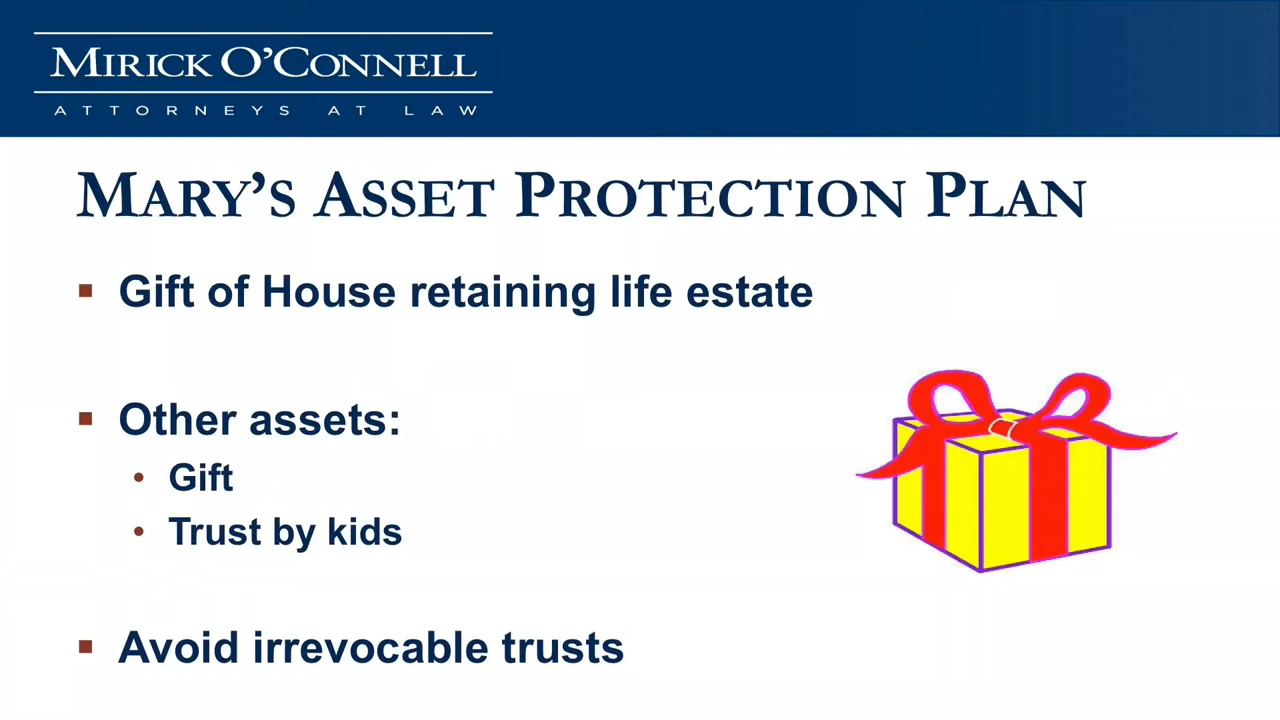 MIRICK O'CONNELL
ATTORNEYS AT LAW
MARY'S ASSET PROTECTION PLAN
▪ Gift of House retaining life estate
▪ Other assets:
• Gift
• Trust by kids
▪ Avoid irrevocable trusts